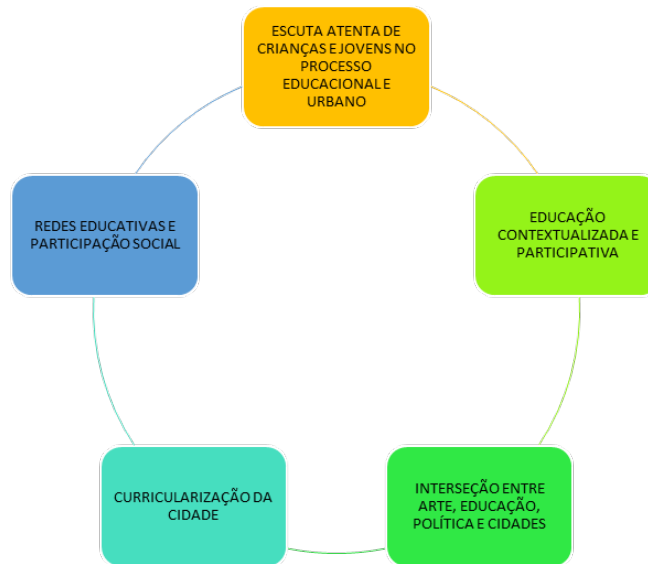 ESCUTA ATENTA DE
CRIANÇAS E JOVENS NO
PROCESSO
EDUCACIONAL E
URBANO
EDUCAÇÃO
CONTEXTUALIZADA E
PARTICIPATIVA
INTERSEÇÃO ENTRE
ARTE, EDUCAÇÃO,
POLÍTICA E CIDADES
CURRICULARIZAÇÃO DA
CIDADE
REDES EDUCATIVAS E
PARTICIPAÇÃO SOCIAL